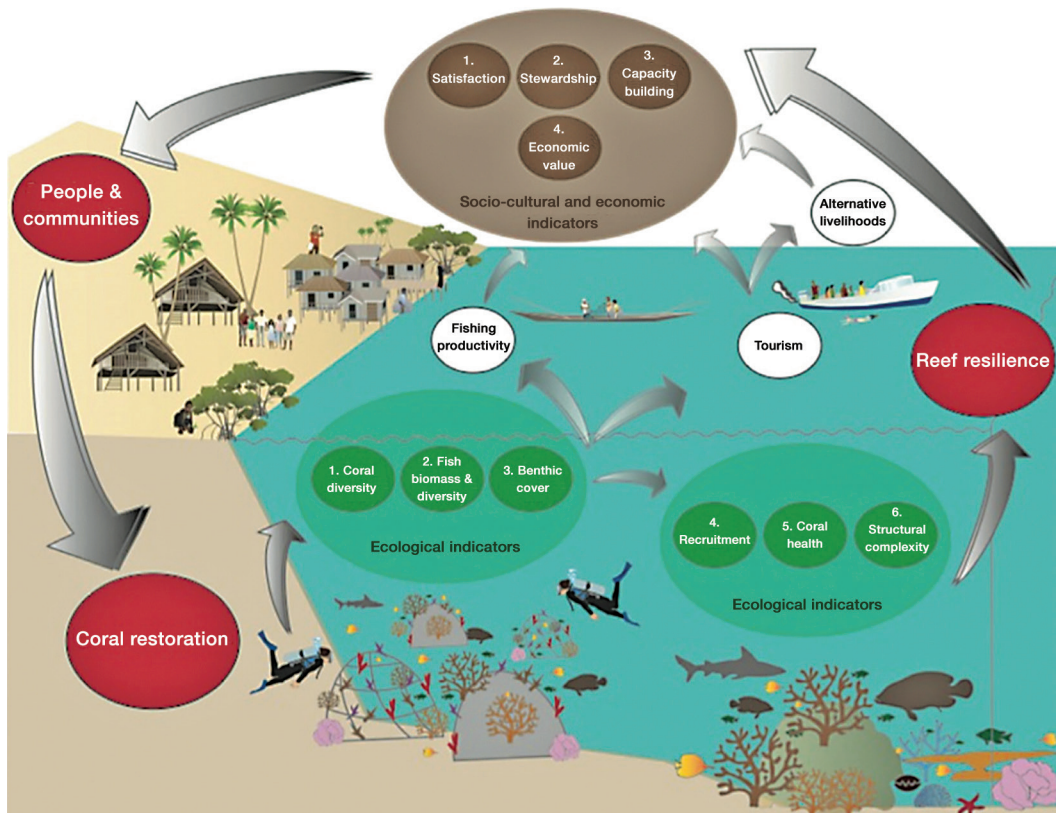 1.
Satisfaction
2.
Stewardship
3.
Capacity
building
4.
Economic
value
Socio-cultural and economic
indicators
People &
communities
Alternative
livelihoods
Fishing
productivity
Tourism
Reef resilience
1. Coral
diversity
2. Fish
biomass &
diversity
3. Benthic
cover
Ecological indicators
4.
Recruitment
5. Coral
health
6.
Structural
complexity
Ecological indicators
Coral restoration